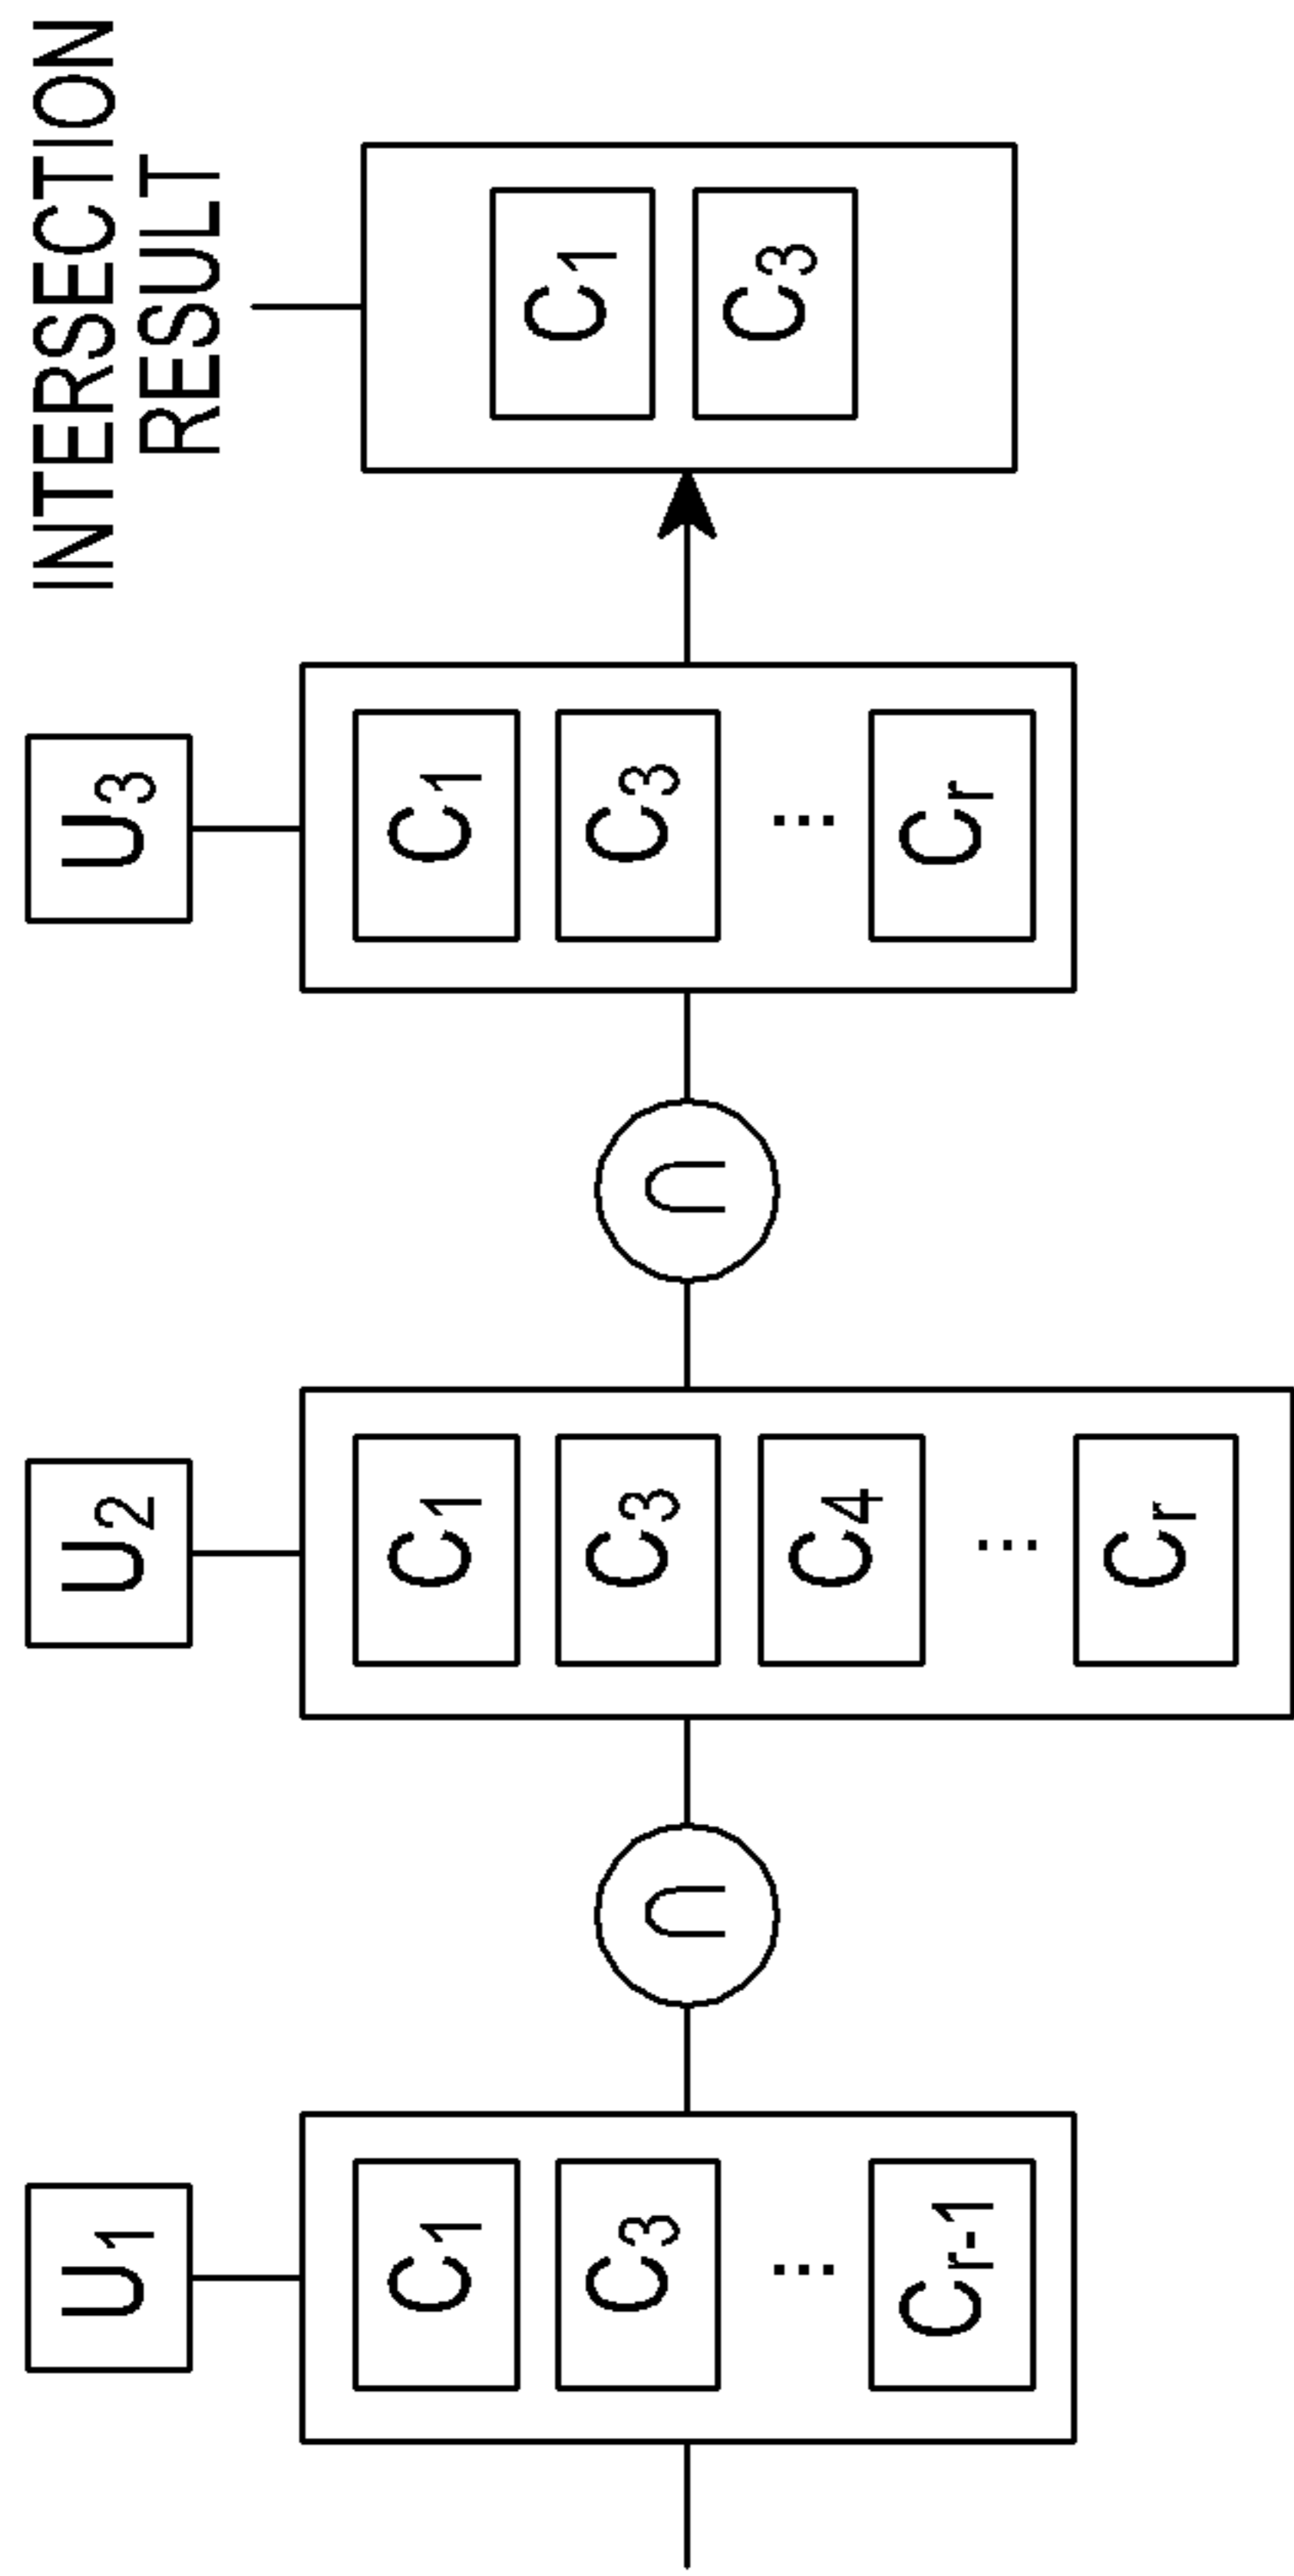 U1
C1
C3
...
Cr-1
∩
U2
C1
C3
C4
...
Cr
∩
U3
C1
C3
...
Cr
INTERSECTION
RESULT
C1
C3